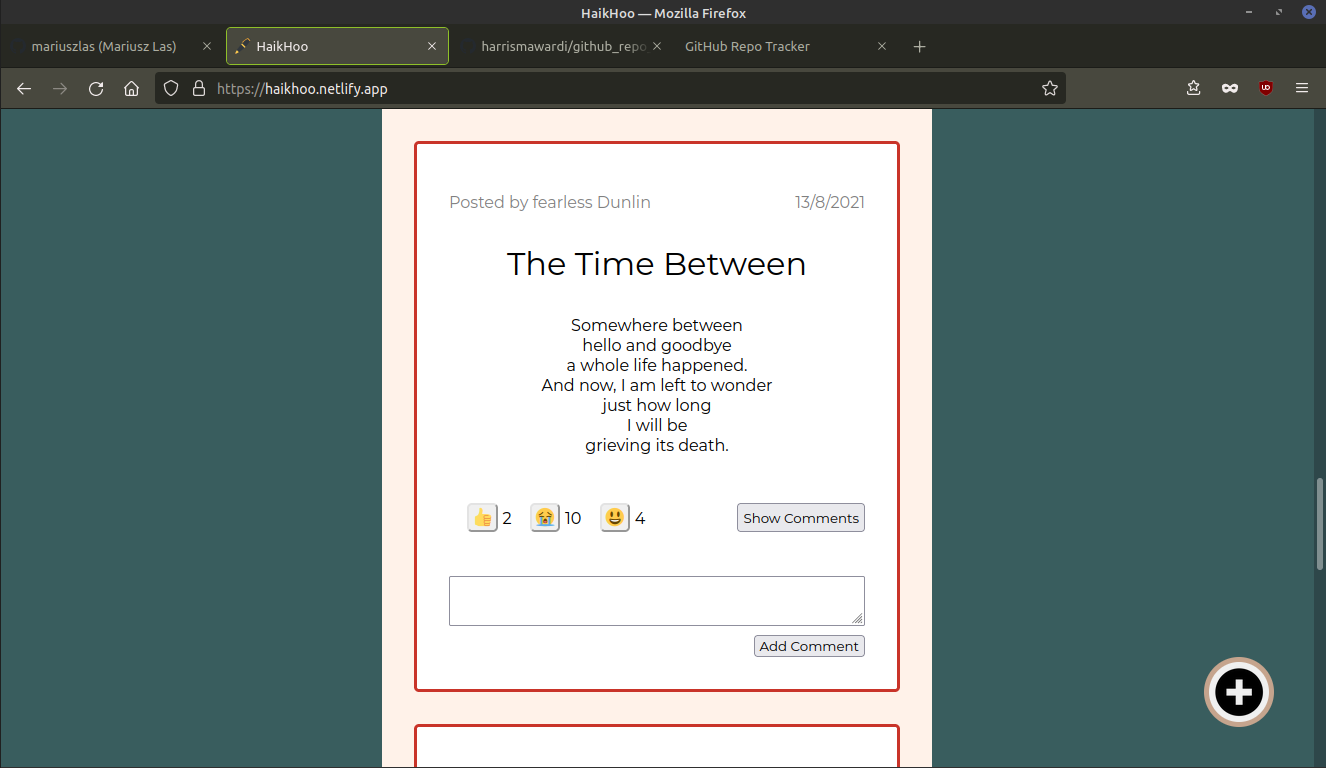 HaikHoo — Mozilla Firefox
mariuszlas (Mariusz Las)
HaikHoo
harrismawardi/github_repo
GitHub Repo Tracker
https://haikhoo.netlify.app
Posted by fearless Dunlin
13/8/2021
The Time Between
Somewhere between
hello and goodbye
a whole life happened.
And now, I am left to wonder
just how long
I will be
grieving its death.
2
10
4
Show Comments
Add Comment